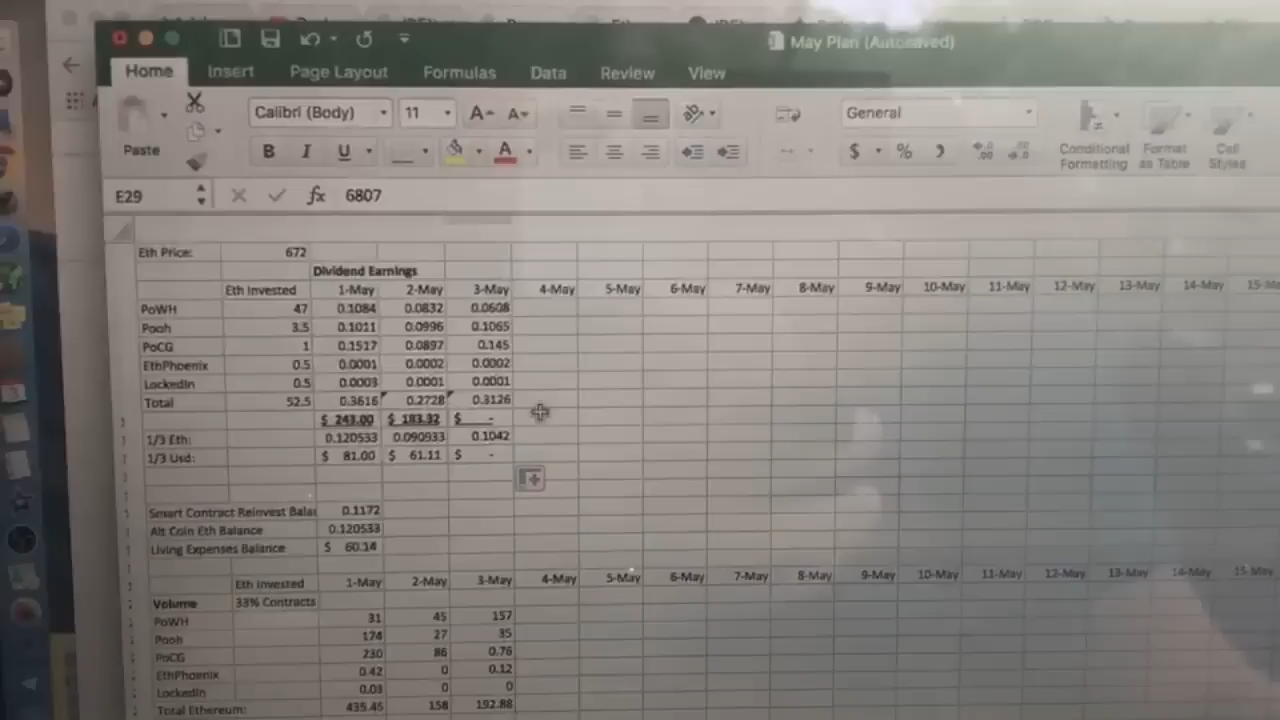 May Plan (Autosaved)
Home Insert Page Layout Formulas Data Review View
Calibri (Body) 11 A A General
Paste B I U A $ % Conditional Formatting Format as Table Cell Styles
E29 fx 6807
Eth Price: 672
Dividend Earnings
Eth Invested 1-May 2-May 3-May 4-May 5-May 6-May 7-May 8-May 9-May 10-May 11-May 12-May 13-May 14-May
PoWH 47 0.1084 0.0832 0.0608
Pooh 3.5 0.1011 0.0996 0.1065
PoCG 1 0.1517 0.0897 0.145
EthPhoenix 0.5 0.0001 0.0002 0.0002
LockedIn 0.5 0.0003 0.0001 0.0001
Total 52.5 0.3616 0.2728 0.3126
$ 243.00 $ 183.32 $ -
1/3 Eth: 0.120533 0.090933 0.1042
1/3 Usd: $ 81.00 $ 61.11 $ -
Smart Contract Reinvest Balar 0.1172
Alt Coin Eth Balance 0.120533
Living Expenses Balance $ 60.14
Eth Invested 1-May 2-May 3-May 4-May 5-May 6-May 7-May 8-May 9-May 10-May 11-May 12-May 13-May 14-May 15-May
Volume 33% Contracts
PoWH 31 45 157
Pooh 174 27 35
PoCG 230 86 0.76
EthPhoenix 0.42 0 0.12
LockedIn 0.03 0 0
Total Ethereum: 435.45 158 192.88